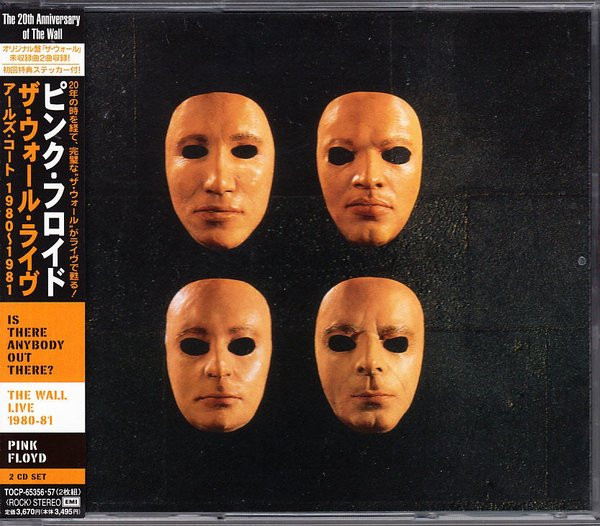 The 20th Anniversary
of The Wall
オリジナル盤「ザ・ウォール」
未収録曲2曲収録!
初回特典ステッカー付!
20年の時を経て、完璧な"ザ・ウォール"がライヴで甦る!
ピンク・フロイド
ザ・ウォール・ライヴ
アールズ・コート 1980〜1981
IS
THERE
ANYBODY
OUT
THERE?
THE WALL
LIVE
1980-81
PINK
FLOYD
2 CD SET
TOCP-65356・57(2枚組)
(ROCK) STEREO EMI
定価3,670円(本体3,495円)